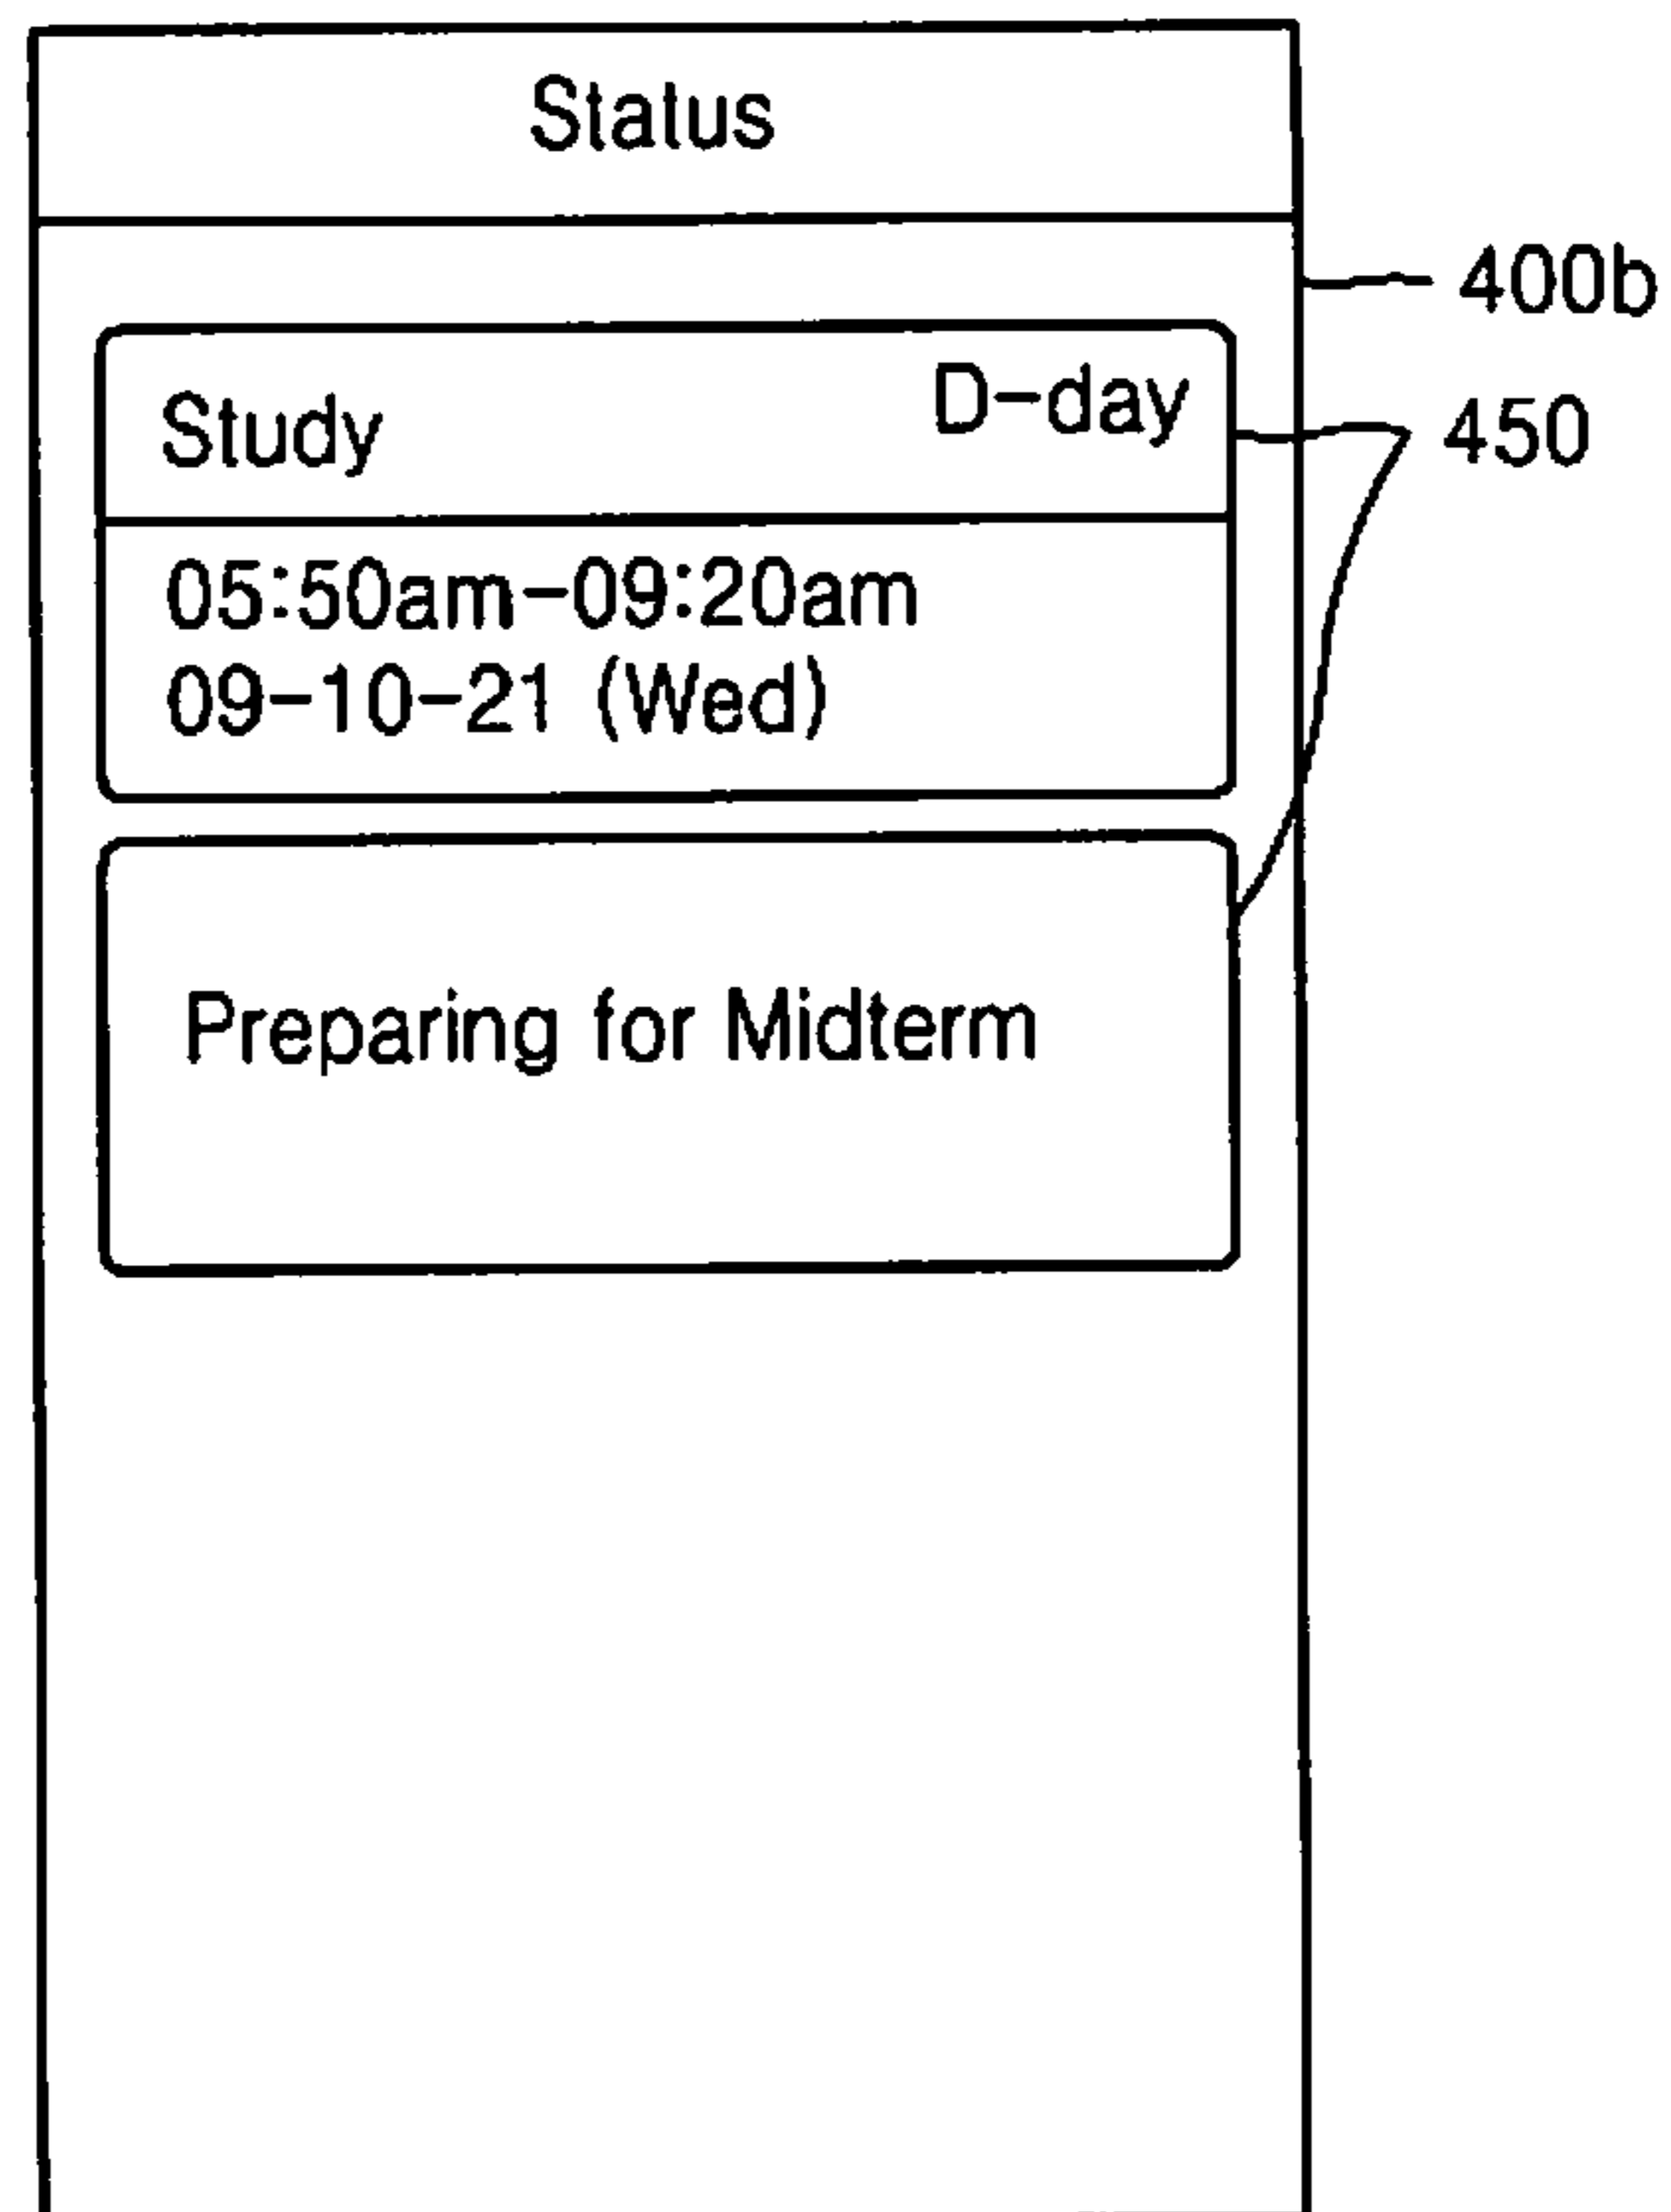 Status
400b
Study D-day
450
05:50am-09:20am
09-10-21 (Wed)
Preparing for Midterm